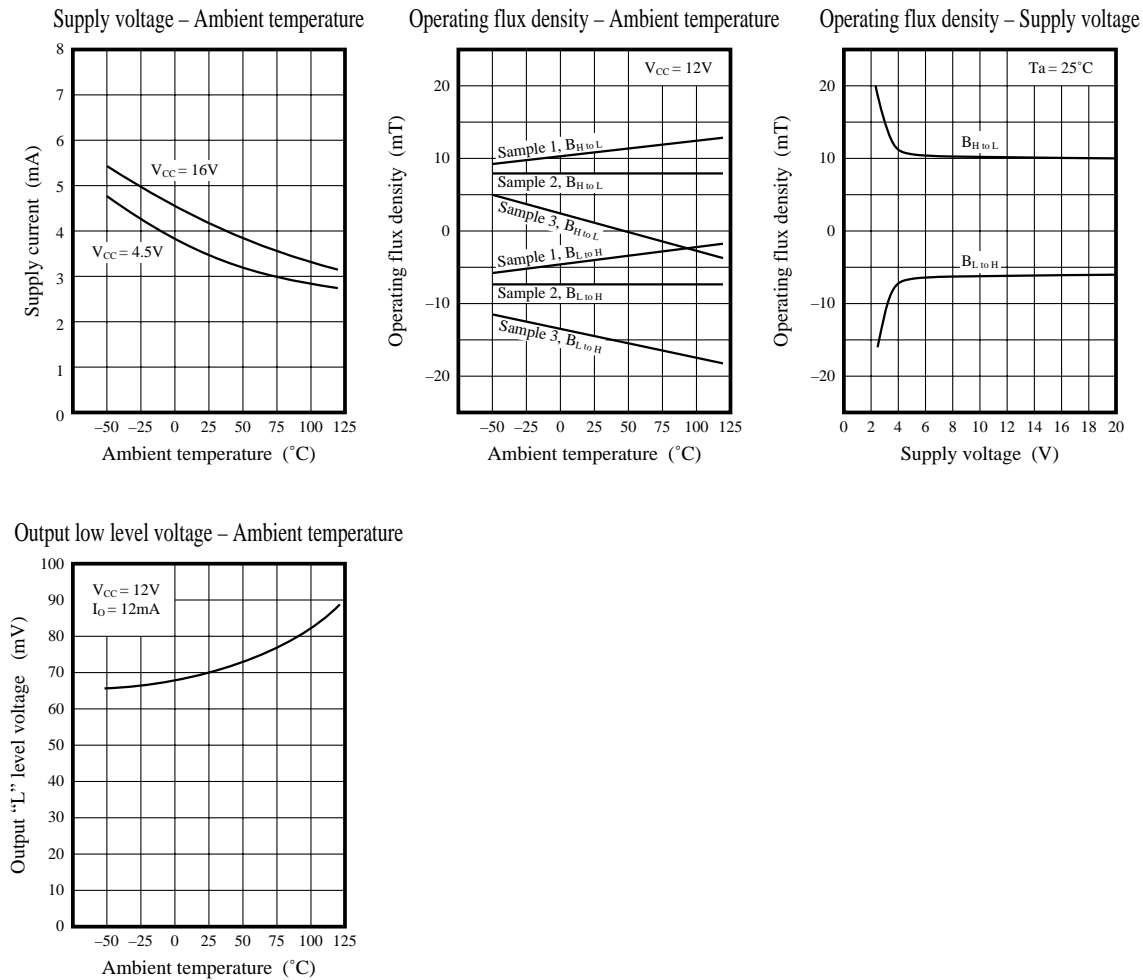 Supply voltage – Ambient temperature
8
7
6
5
4
3
2
1
0
Supply current (mA)
VCC = 16V
VCC = 4.5V
–50 –25 0 25 50 75 100 125
Ambient temperature (˚C)
Operating flux density – Ambient temperature
20
10
0
–10
–20
Operating flux density (mT)
VCC = 12V
Sample 1, BH to L
Sample 2, BH to L
Sample 3, BH to L
Sample 1, BL to H
Sample 2, BL to H
Sample 3, BL to H
–50 –25 0 25 50 75 100 125
Ambient temperature (˚C)
Operating flux density – Supply voltage
20
10
0
–10
–20
Operating flux density (mT)
Ta = 25˚C
BH to L
BL to H
0 2 4 6 8 10 12 14 16 18 20
Supply voltage (V)
Output low level voltage – Ambient temperature
100
90
80
70
60
50
40
30
20
10
0
Output “L” level voltage (mV)
VCC = 12V
IO = 12mA
–50 –25 0 25 50 75 100 125
Ambient temperature (˚C)